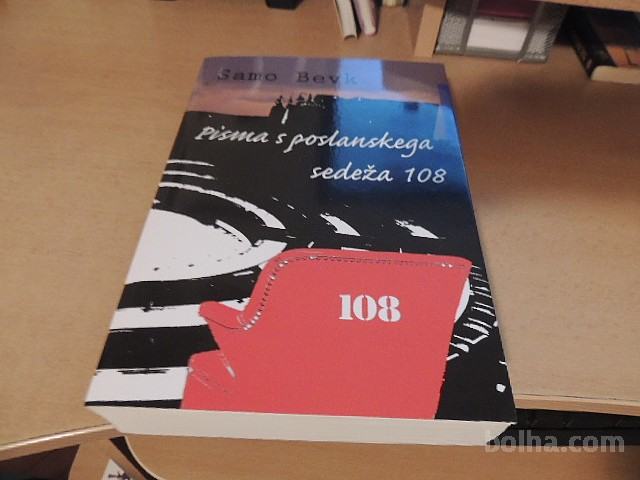 Samo Bevk
Pisma s poslanskega
sedeža 108
108
bolha.com